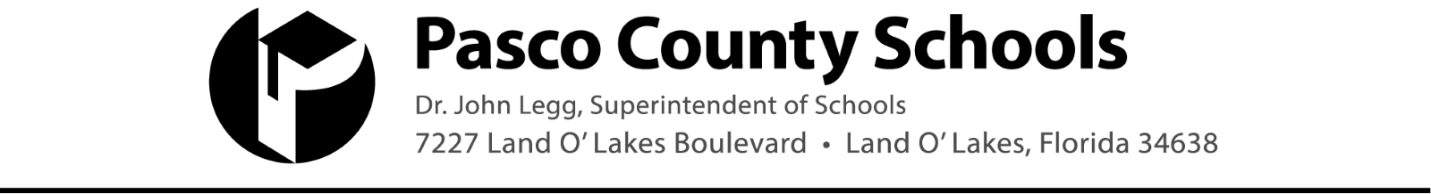 Pasco County Schools
Dr. John Legg, Superintendent of Schools
7227 Land O’ Lakes Boulevard • Land O’ Lakes, Florida 34638